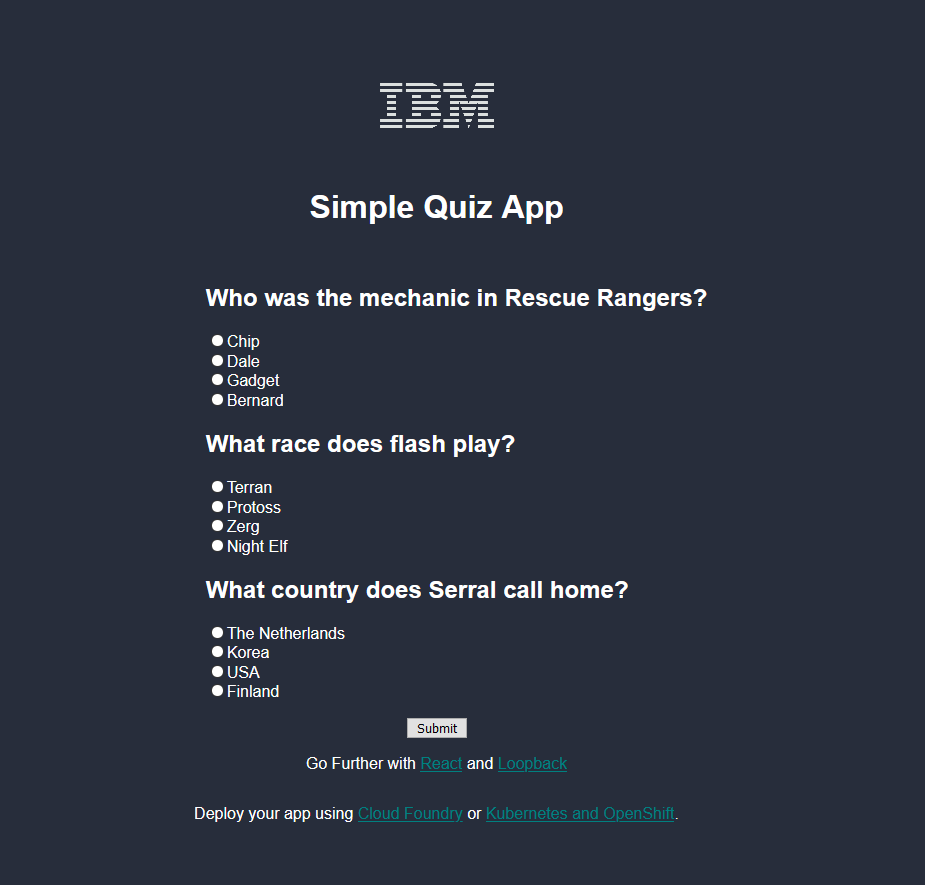 IBM
Simple Quiz App
Who was the mechanic in Rescue Rangers?
Chip
Dale
Gadget
Bernard
What race does flash play?
Terran
Protoss
Zerg
Night Elf
What country does Serral call home?
The Netherlands
Korea
USA
Finland
Submit
Go Further with React and Loopback
Deploy your app using Cloud Foundry or Kubernetes and OpenShift.